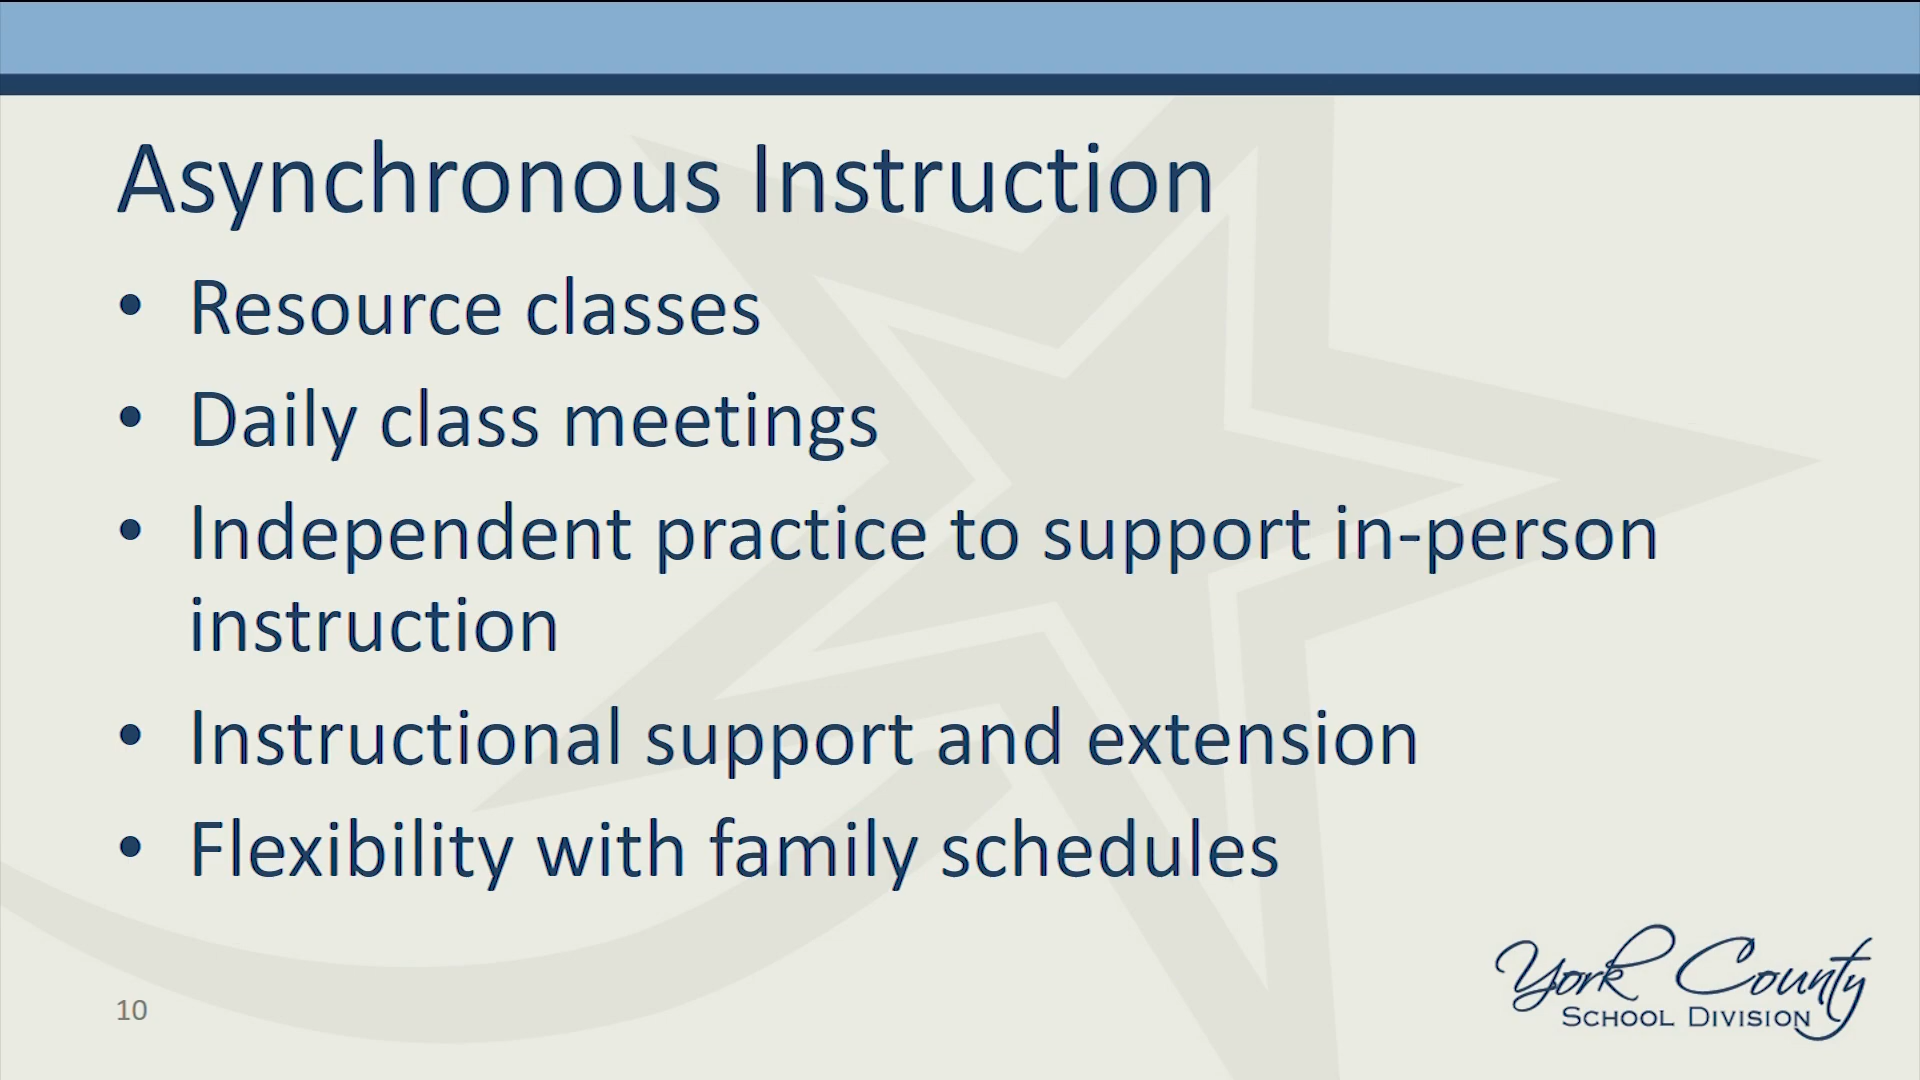 Asynchronous Instruction
• Resource classes
• Daily class meetings
• Independent practice to support in-person
instruction
• Instructional support and extension
• Flexibility with family schedules
10
York County
SCHOOL DIVISION